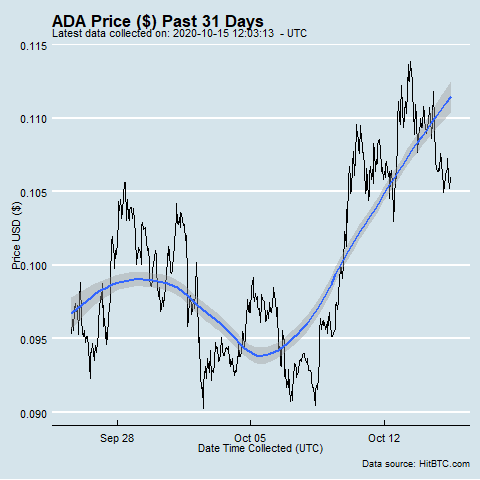 ADA Price ($) Past 31 Days
Latest data collected on: 2020-10-15 12:03:13  - UTC
0.115
0.110
0.105
0.100
0.095
0.090
Price USD ($)
Sep 28
Oct 05
Oct 12
Date Time Collected (UTC)
Data source: HitBTC.com